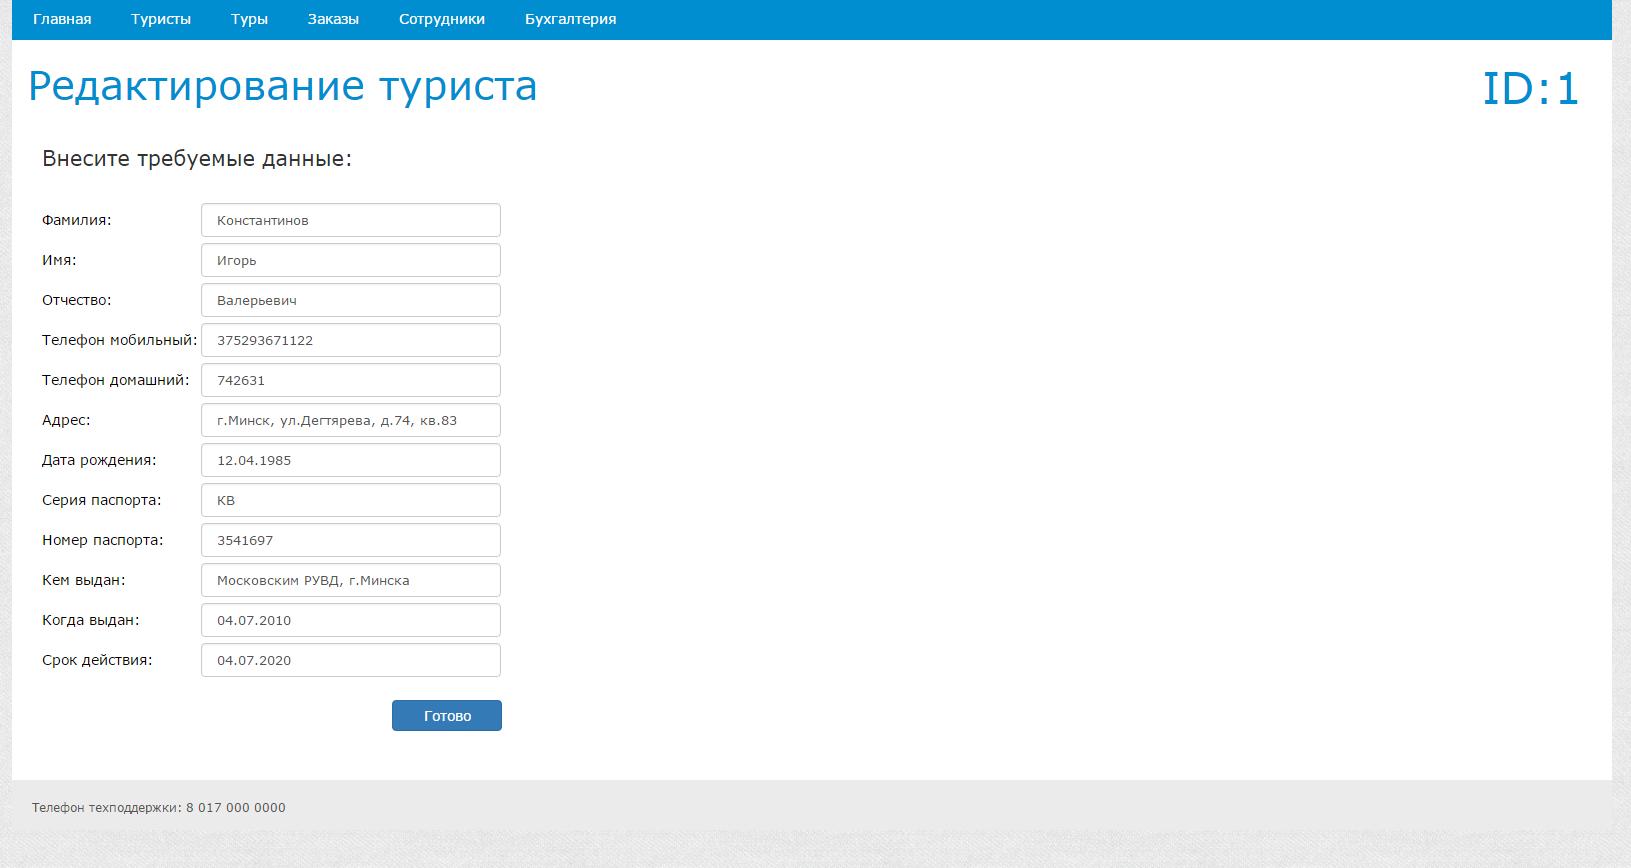 Главная Туристы Туры Заказы Сотрудники Бухгалтерия
Редактирование туриста ID:1
Внесите требуемые данные:
Фамилия: Константинов
Имя: Игорь
Отчество: Валерьевич
Телефон мобильный: 375293671122
Телефон домашний: 742631
Адрес: г.Минск, ул.Дегтярева, д.74, кв.83
Дата рождения: 12.04.1985
Серия паспорта: КВ
Номер паспорта: 3541697
Кем выдан: Московским РУВД, г.Минска
Когда выдан: 04.07.2010
Срок действия: 04.07.2020
Готово
Телефон техподдержки: 8 017 000 0000